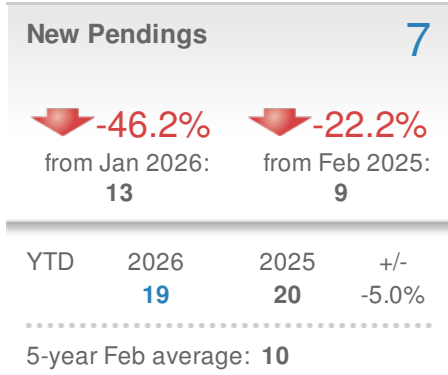 New Pendings 7
-46.2% -22.2%
from Jan 2026: from Feb 2025:
13 9
YTD 2026 2025 +/-
19 20 -5.0%
5-year Feb average: 10